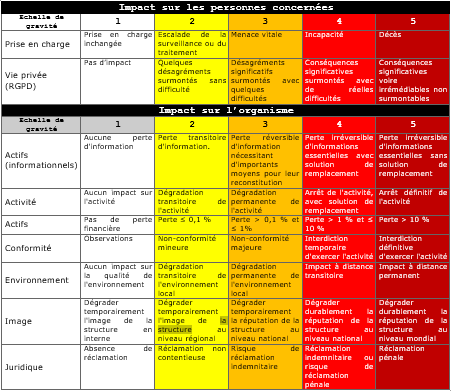 Impact sur les personnes concernées
Echelle de gravité 1 2 3 4 5
Prise en charge
Prise en charge inchangée
Escalade de la surveillance ou du traitement
Menace vitale
Incapacité
Décès
Vie privée (RGPD)
Pas d'impact
Quelques désagréments surmontés sans difficulté
Désagréments significatifs surmontés avec quelques difficultés
Conséquences significatives surmontés avec de réelles difficultés
Conséquences significatives voire irrémédiables non surmontables
Impact sur l'organisme
Echelle de gravité 1 2 3 4 5
Actifs (informationnels)
Aucune perte d'information
Perte transitoire d'information.
Perte réversible d'information nécessitant d'importants moyens pour leur reconstitution
Perte irréversible d'informations essentielles avec solution de remplacement
Perte irréversible d'informations essentielles sans solution de remplacement
Activité
Aucun impact sur l'activité
Dégradation transitoire de l'activité
Dégradation permanente de l'activité
Arrêt de l'activité, avec solution de remplacement
Arrêt définitif de l'activité
Actifs
Pas de perte financière
Perte ≤ 0,1 %
Perte > 0,1 % et ≤ 1%
Perte > 1 % et ≤ 10 %
Perte > 10 %
Conformité
Observations
Non-conformité mineure
Non-conformité majeure
Interdiction temporaire d'exercer l'activité
Interdiction définitive d'exercer l'activité
Environnement
Aucun impact sur la qualité de l'environnement
Dégradation transitoire de l'environnement local
Dégradation permanente de l'environnement local
Impact à distance transitoire
Impact à distance permanent
Image
Dégrader temporairement l'image de la structure en interne
Dégrader temporairement l'image de la structure au niveau régional
Dégrader temporairement la réputation de la structure au niveau national
Dégrader durablement la réputation de la structure au niveau national
Dégrader durablement la réputation de la structure au niveau mondial
Juridique
Absence de réclamation
Réclamation non contentieuse
Risque de réclamation indemnitaire
Réclamation indemnitaire ou risque de réclamation pénale
Réclamation pénale